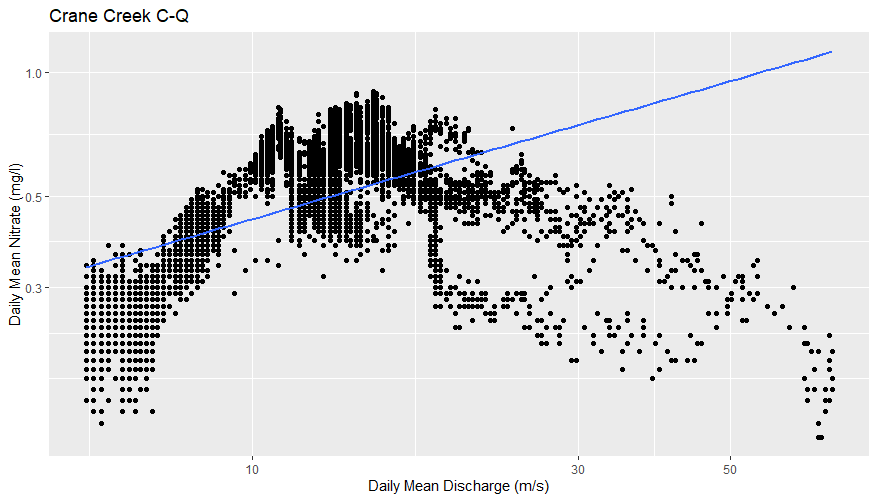 Crane Creek C-Q
Daily Mean Nitrate (mg/l)
1.0
0.5
0.3
10
30
50
Daily Mean Discharge (m/s)